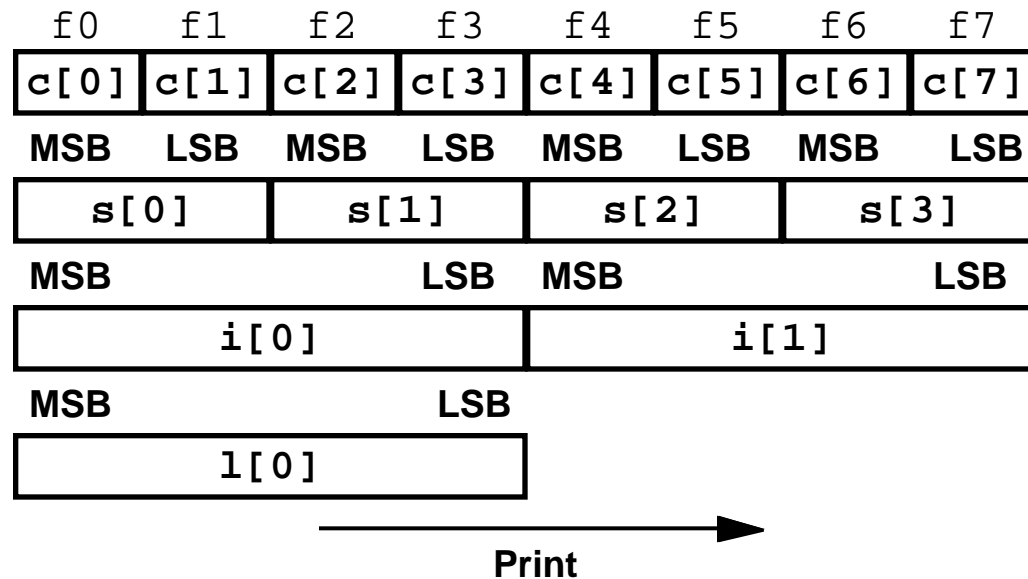 f0 f1 f2 f3 f4 f5 f6 f7
c[0] c[1] c[2] c[3] c[4] c[5] c[6] c[7]
MSB LSB MSB LSB MSB LSB MSB LSB
s[0] s[1] s[2] s[3]
MSB LSB MSB LSB
i[0] i[1]
MSB LSB
l[0]
Print